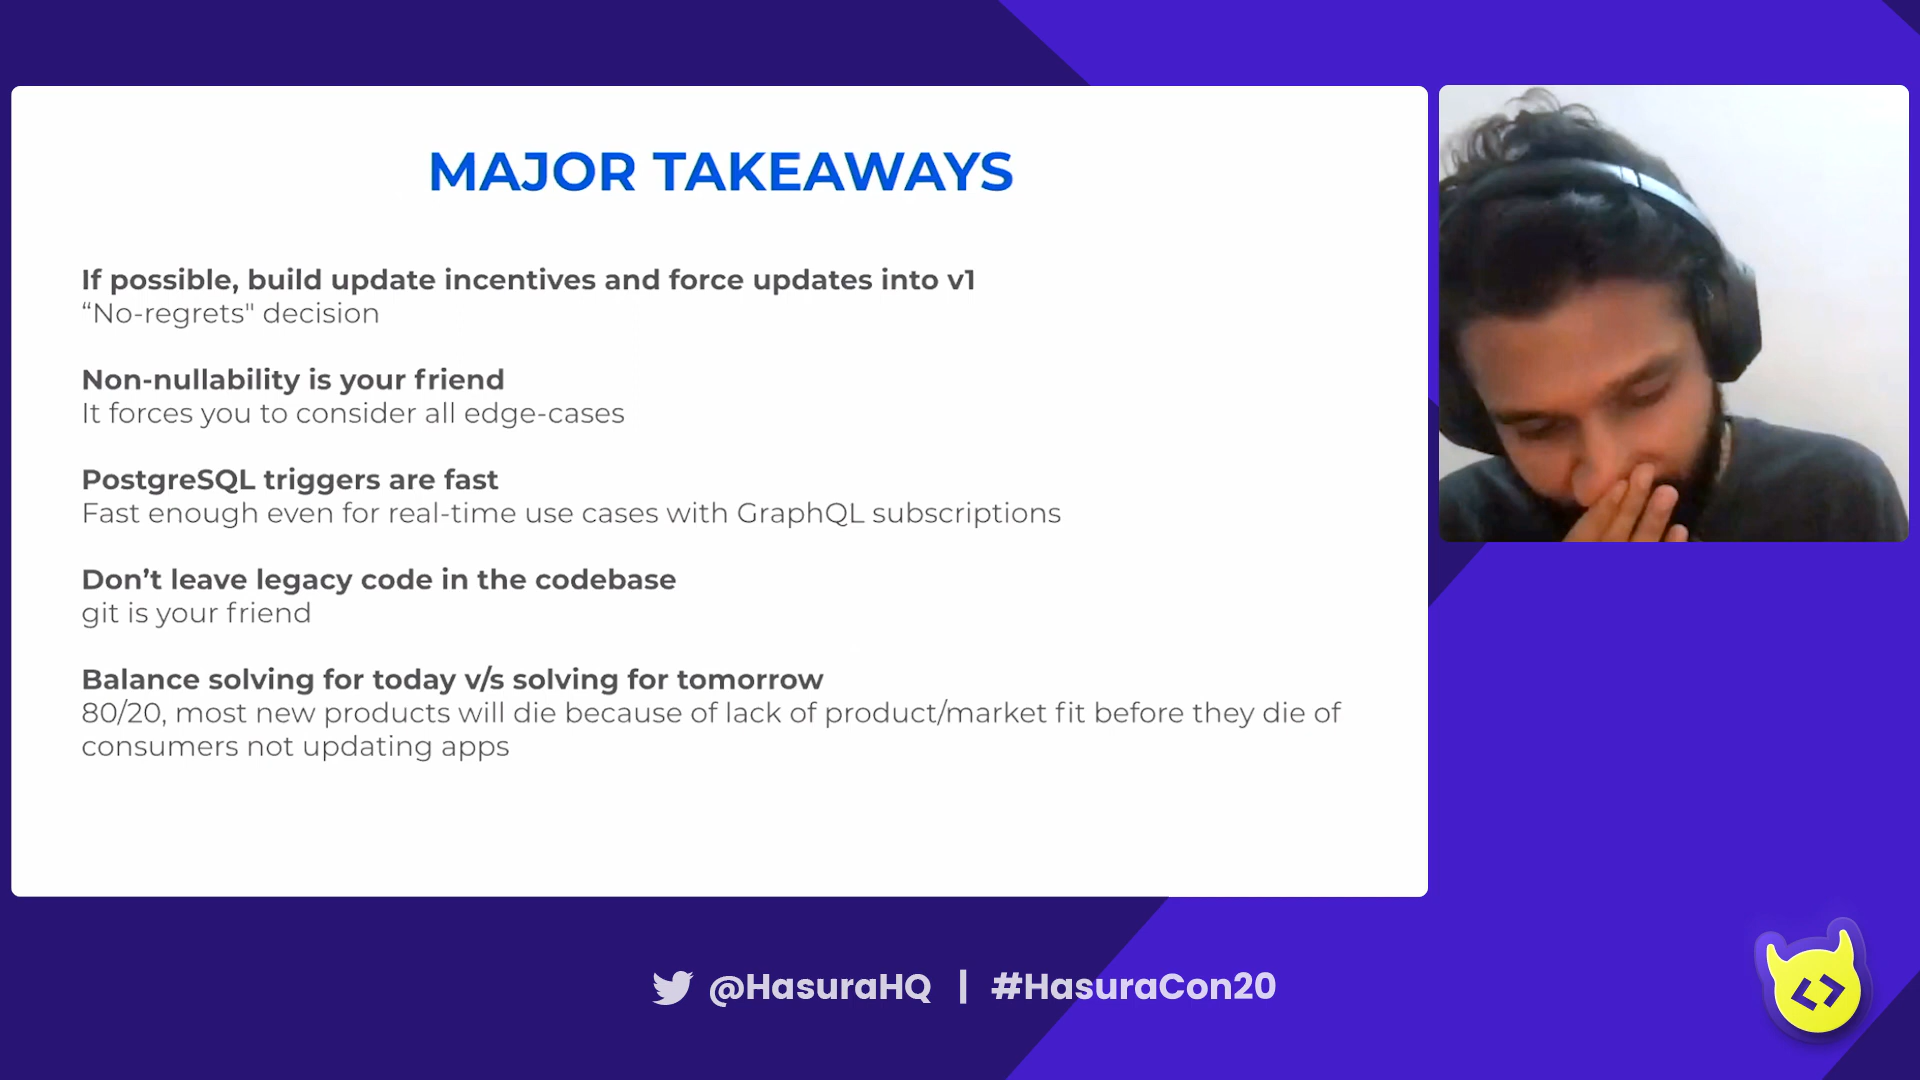 MAJOR TAKEAWAYS
If possible, build update incentives and force updates into v1
“No-regrets" decision
Non-nullability is your friend
It forces you to consider all edge-cases
PostgreSQL triggers are fast
Fast enough even for real-time use cases with GraphQL subscriptions
Don’t leave legacy code in the codebase
git is your friend
Balance solving for today v/s solving for tomorrow
80/20, most new products will die because of lack of product/market fit before they die of
consumers not updating apps
@HasuraHQ | #HasuraCon20